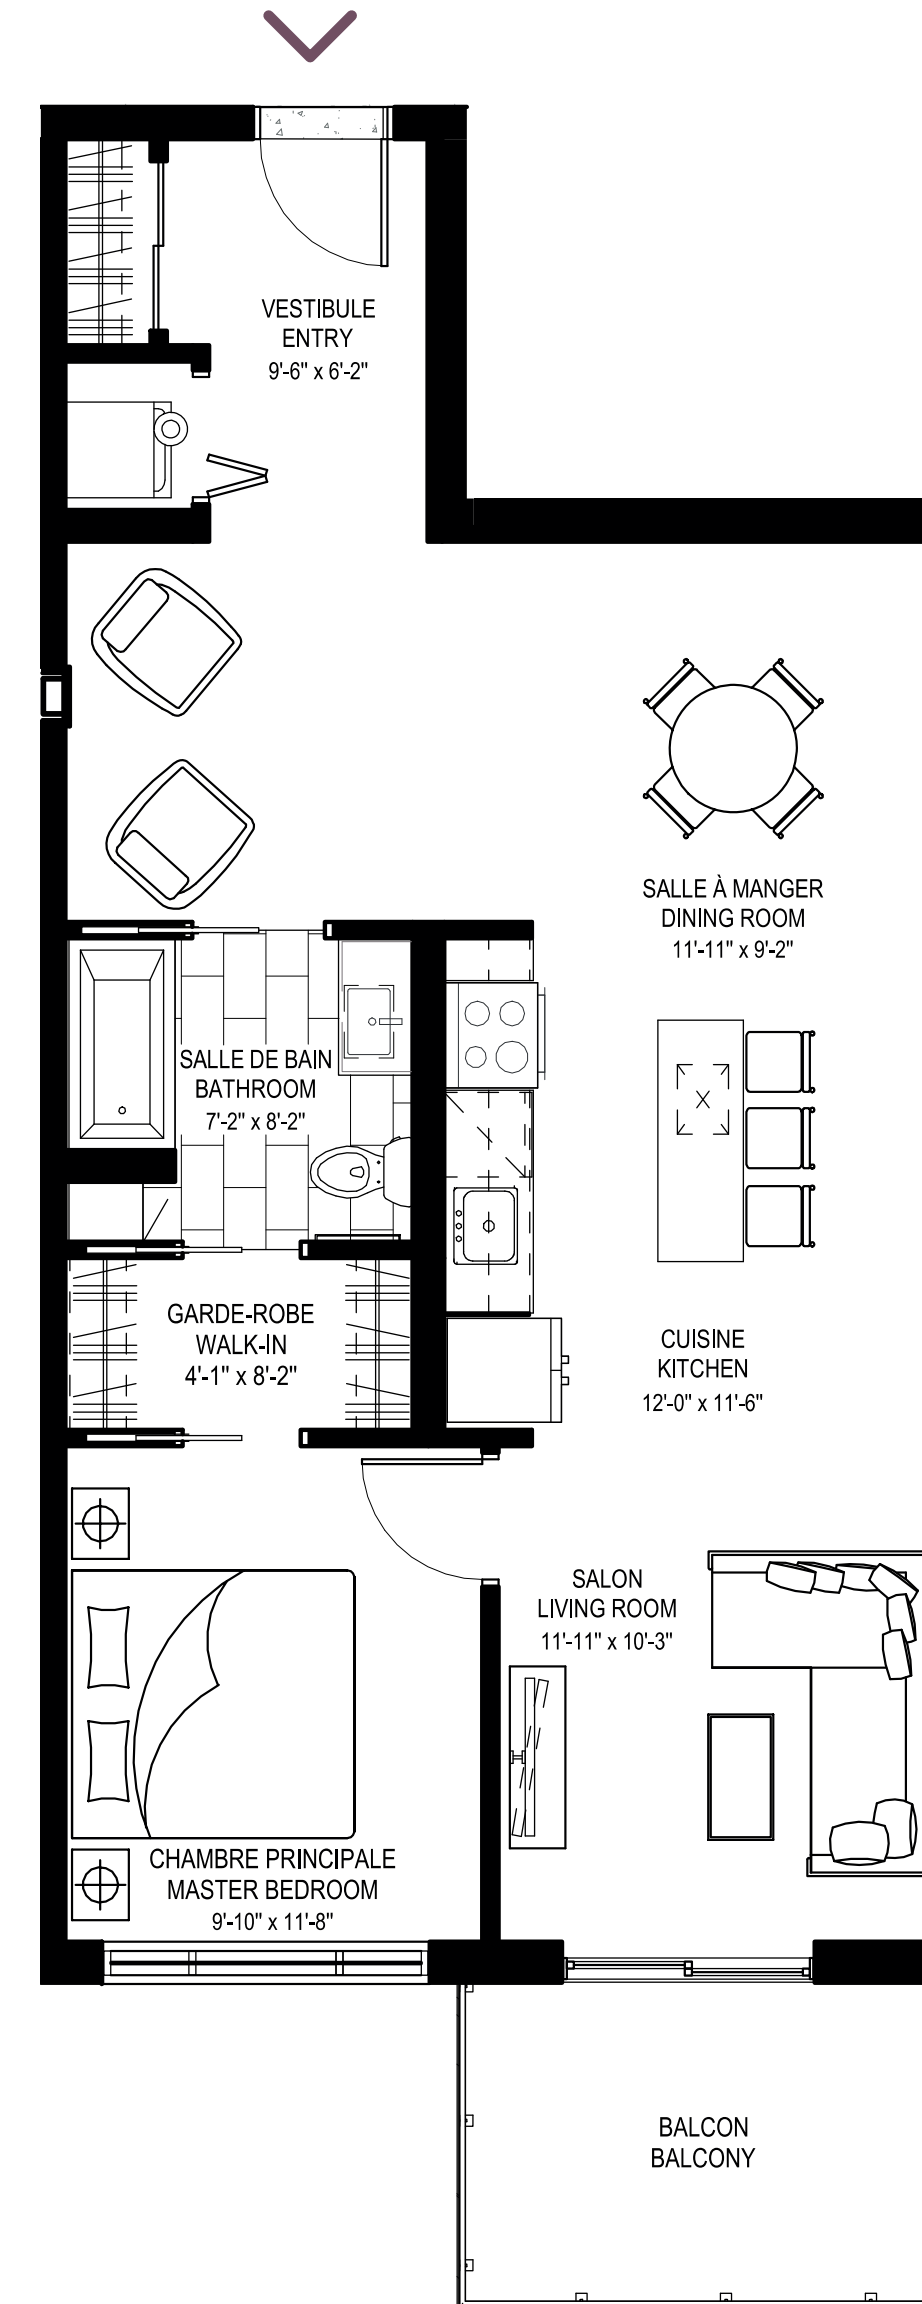 VESTIBULE
ENTRY
9'-6" x 6'-2"
SALLE À MANGER
DINING ROOM
11'-11" x 9'-2"
SALLE DE BAIN
BATHROOM
7'-2" x 8'-2"
GARDE-ROBE
WALK-IN
4'-1" x 8'-2"
CUISINE
KITCHEN
12'-0" x 11'-6"
SALON
LIVING ROOM
11'-11" x 10'-3"
CHAMBRE PRINCIPALE
MASTER BEDROOM
9'-10" x 11'-8"
BALCON
BALCONY